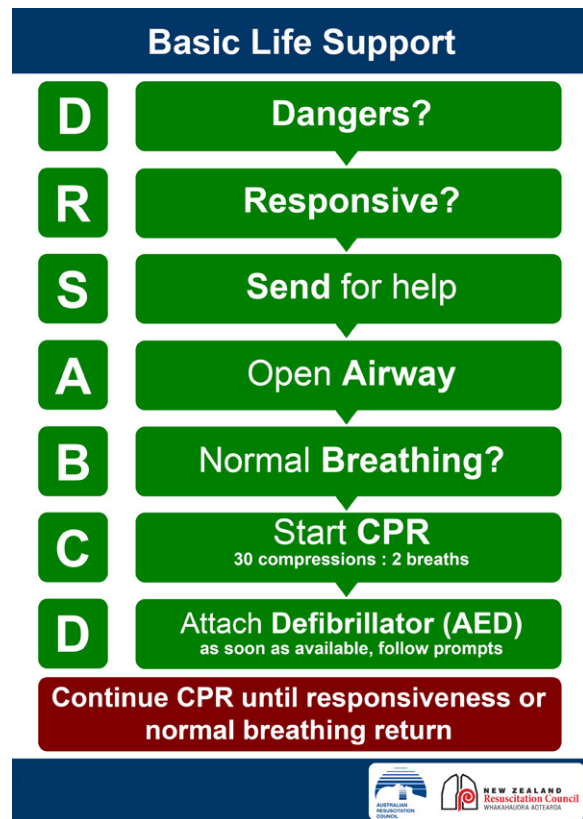 Basic Life Support
D
Dangers?
R
Responsive?
S
Send for help
A
Open Airway
B
Normal Breathing?
C
Start CPR
30 compressions : 2 breaths
D
Attach Defibrillator (AED)
as soon as available, follow prompts
Continue CPR until responsiveness or
normal breathing return
AUSTRALIAN
RESUSCITATION
COUNCIL
NEW ZEALAND
Resuscitation Council
WHAKAHAUORA AOTEAROA